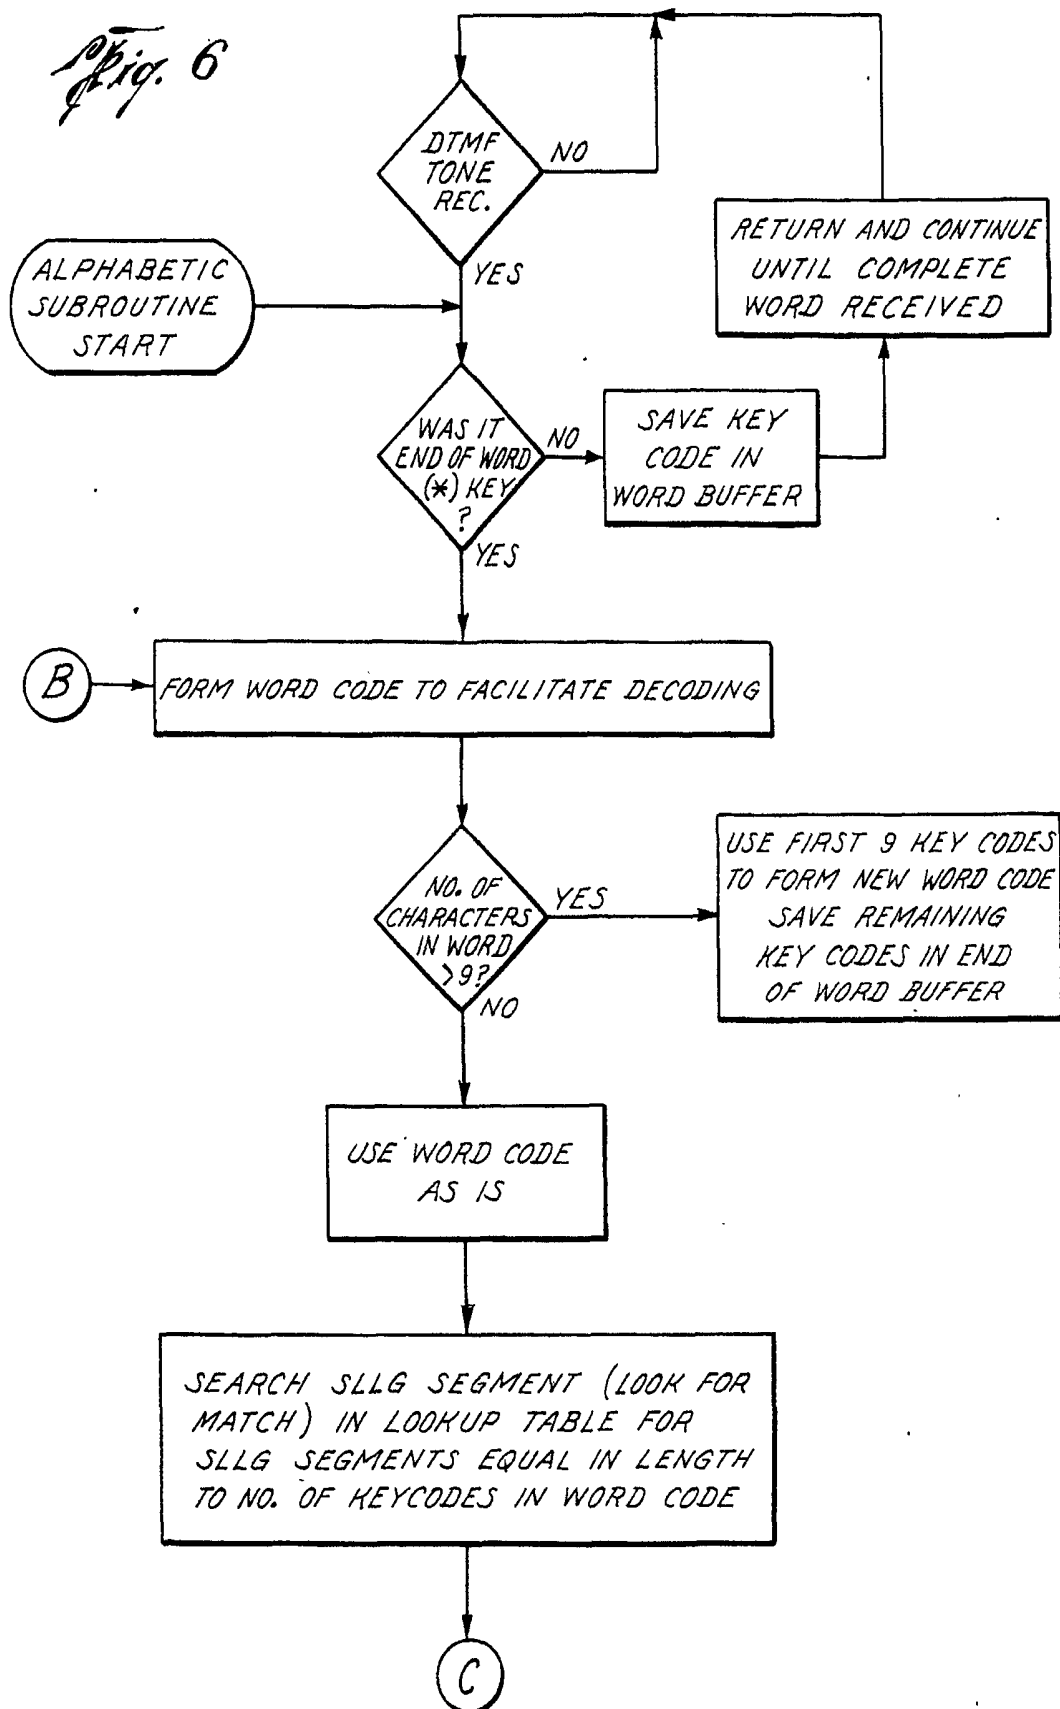 Fig. 6
DTMF
TONE
REC.
NO
YES
ALPHABETIC
SUBROUTINE
START
RETURN AND CONTINUE
UNTIL COMPLETE
WORD RECEIVED
WAS IT
END OF WORD
(*) KEY
?
NO
YES
SAVE KEY
CODE IN
WORD BUFFER
B
FORM WORD CODE TO FACILITATE DECODING
NO. OF
CHARACTERS
IN WORD
>9?
YES
NO
USE FIRST 9 KEY CODES
TO FORM NEW WORD CODE
SAVE REMAINING
KEY CODES IN END
OF WORD BUFFER
USE WORD CODE
AS IS
SEARCH SLLG SEGMENT (LOOK FOR
MATCH) IN LOOKUP TABLE FOR
SLLG SEGMENTS EQUAL IN LENGTH
TO NO. OF KEYCODES IN WORD CODE
C